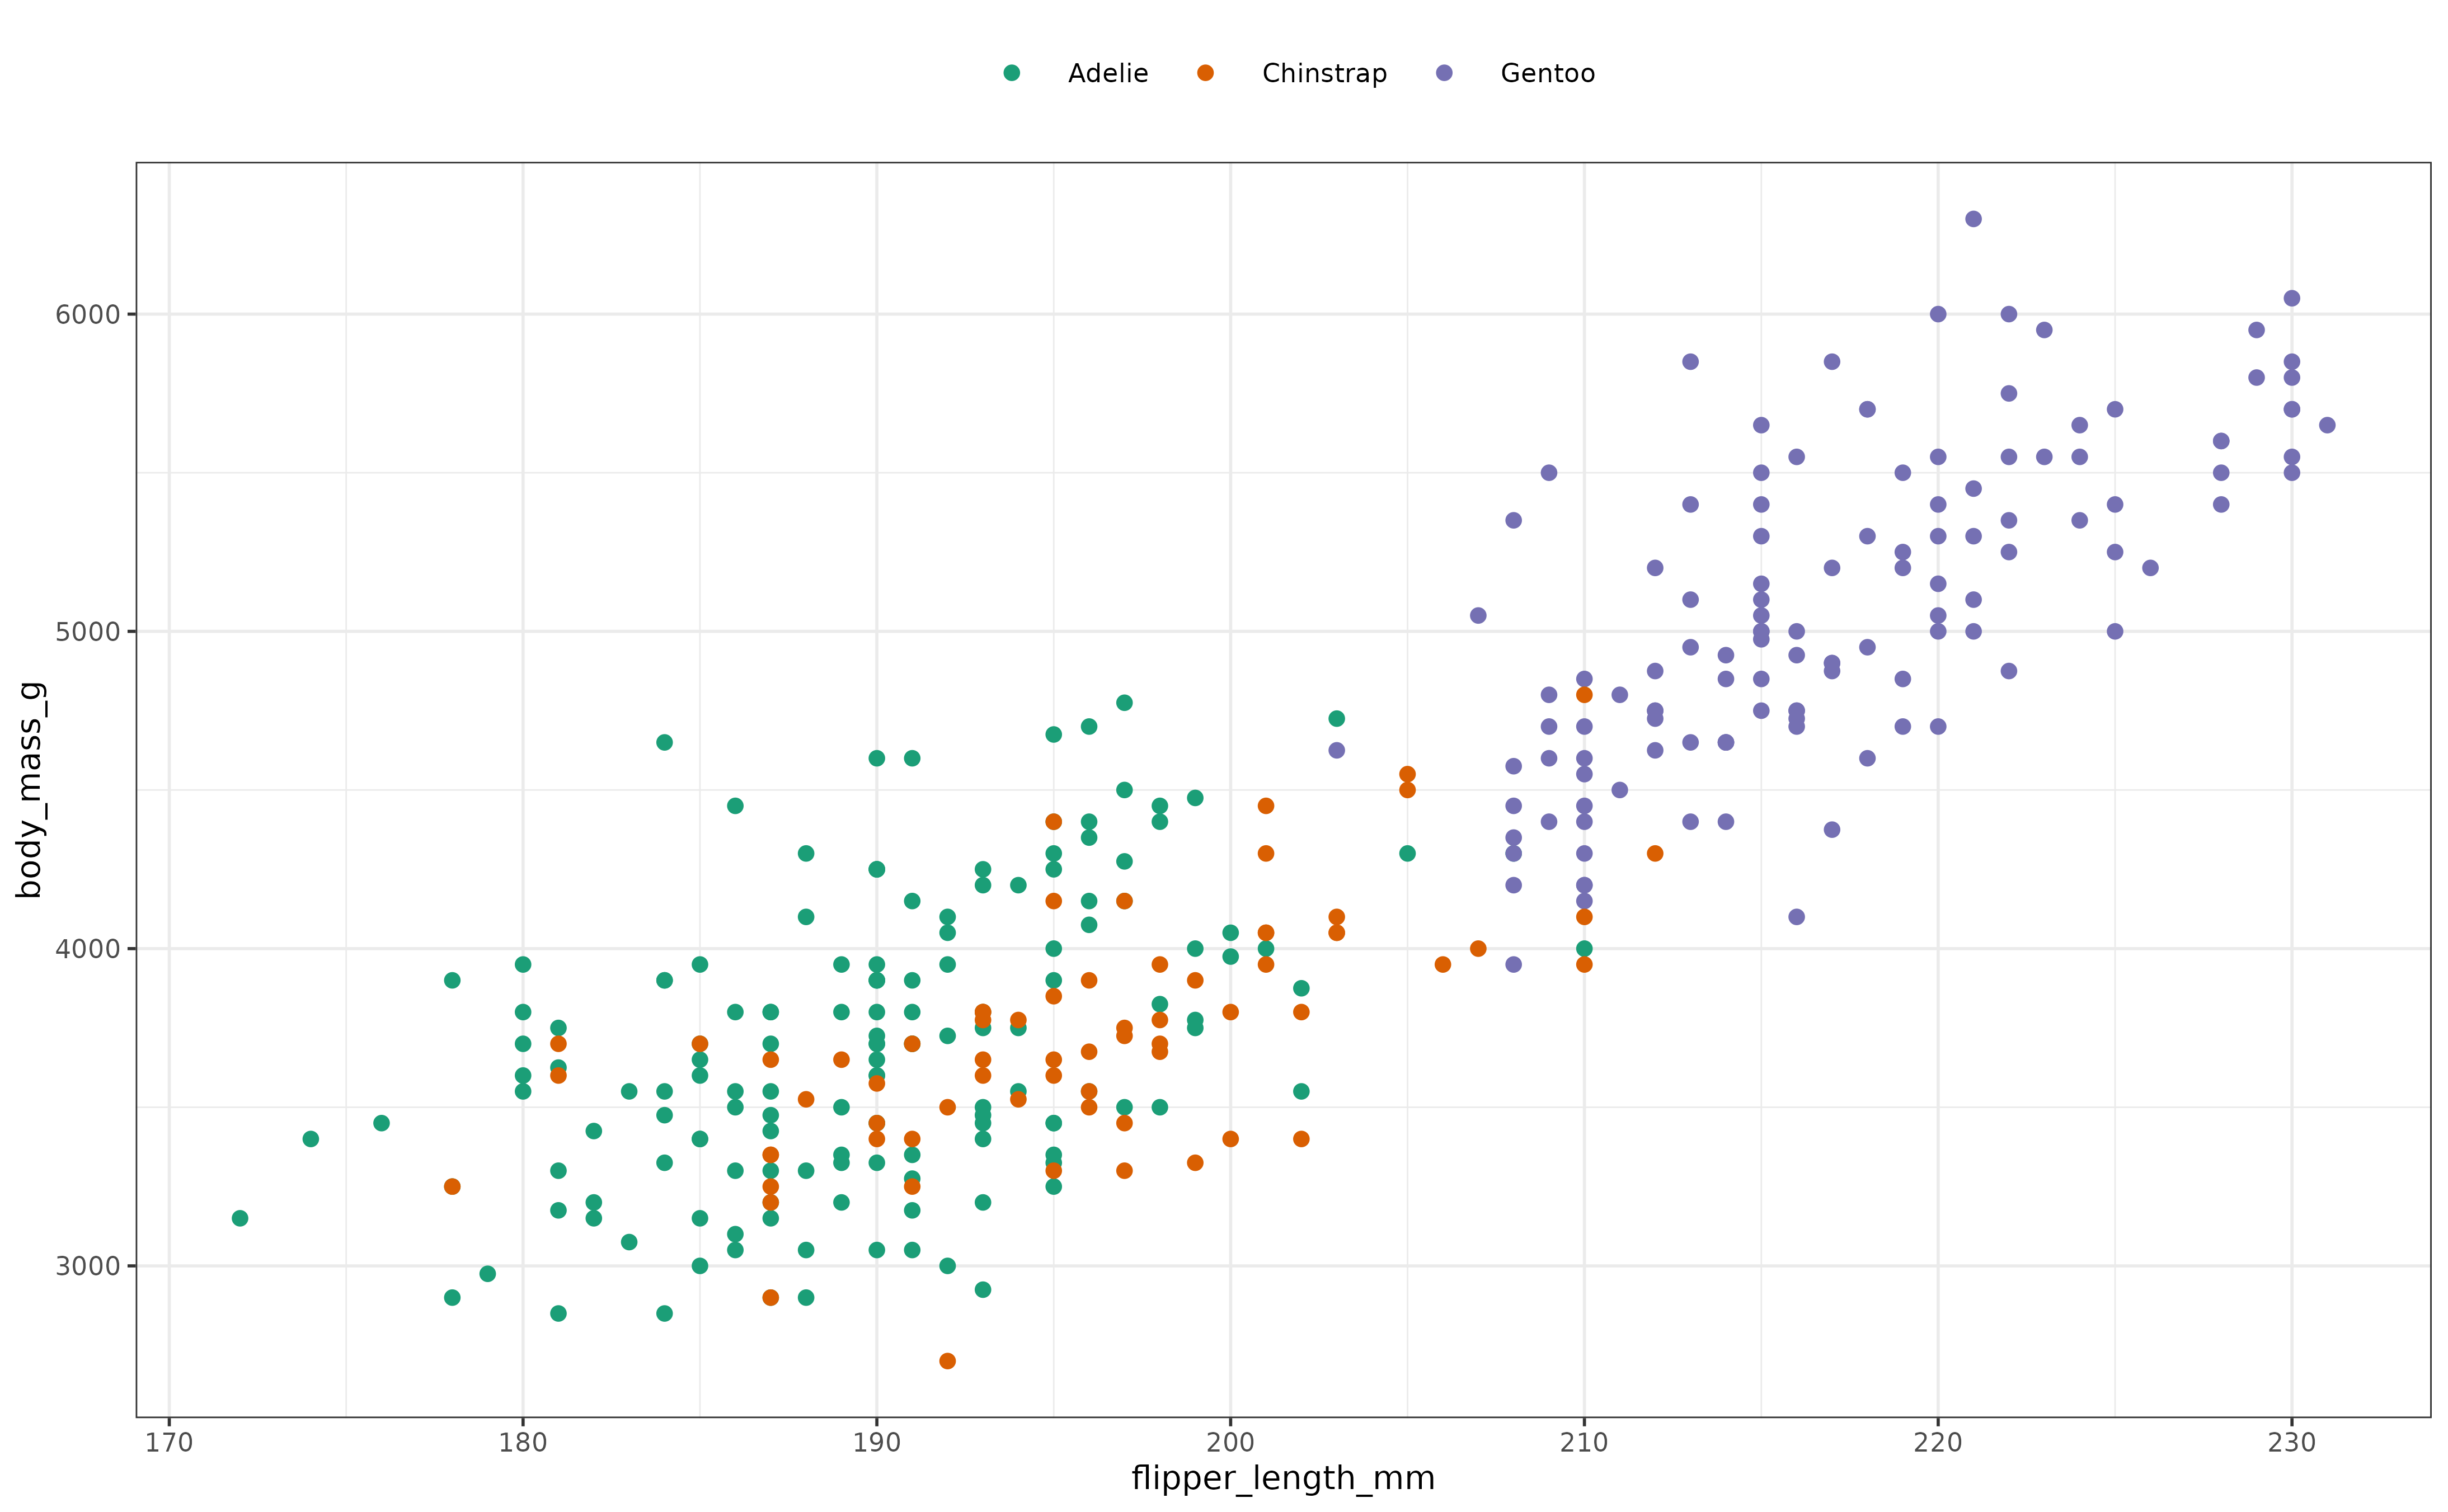 Adelie Chinstrap Gentoo
6000
5000
4000
3000
body_mass_g
170 180 190 200 210 220 230
flipper_length_mm